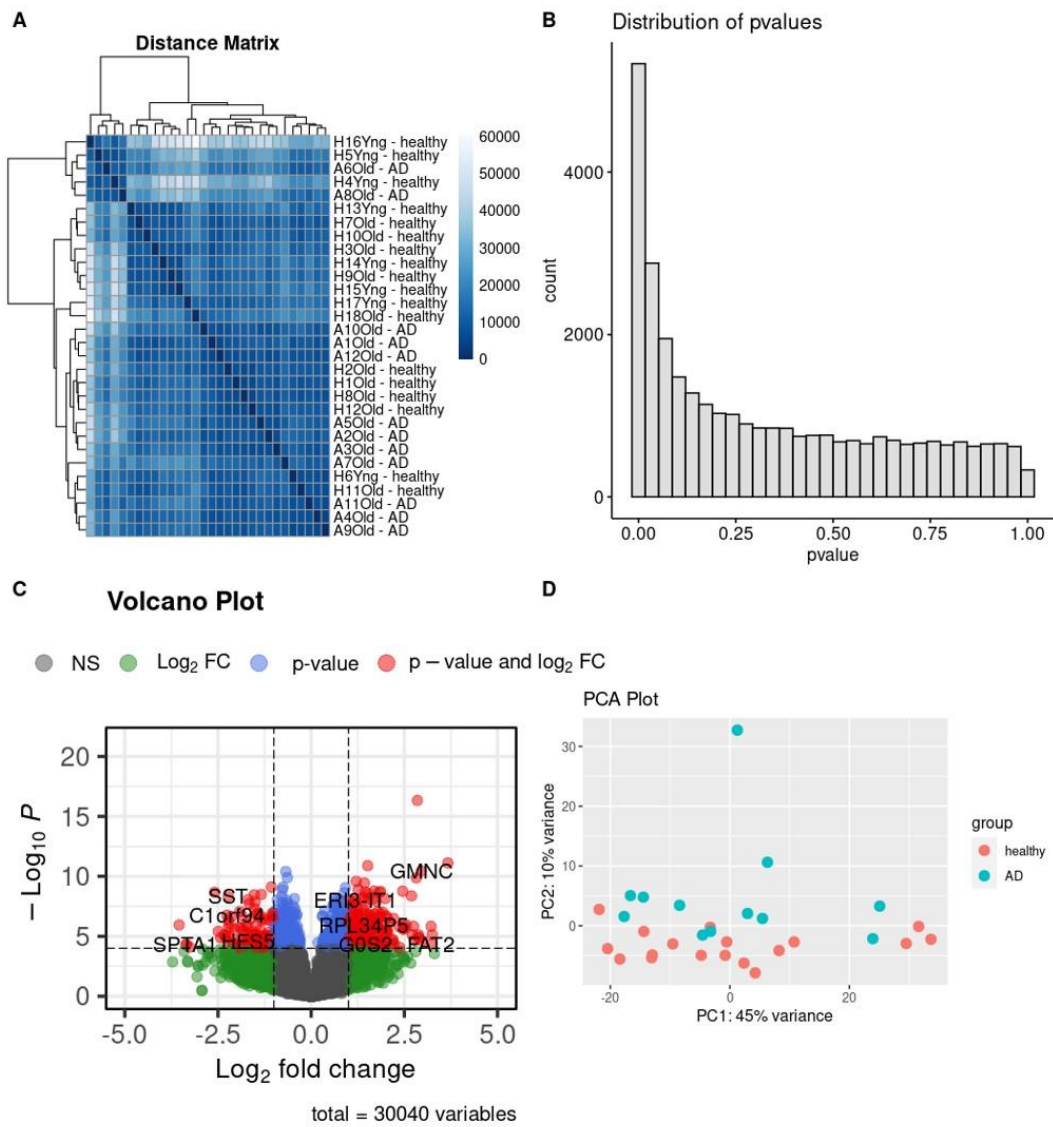 A
Distance Matrix
H16Yng - healthy
H5Yng - healthy
A6Old - AD
H4Yng - healthy
A8Old - AD
H13Yng - healthy
H7Old - healthy
H10Old - healthy
H3Old - healthy
H14Yng - healthy
H9Old - healthy
H15Yng - healthy
H17Yng - healthy
H18Old - healthy
A10Old - AD
A1Old - AD
A12Old - AD
H2Old - healthy
H1Old - healthy
H8Old - healthy
H12Old - healthy
A5Old - AD
A2Old - AD
A3Old - AD
A7Old - AD
H6Yng - healthy
H11Old - healthy
A11Old - AD
A4Old - AD
A9Old - AD
60000
50000
40000
30000
20000
10000
0
B
Distribution of pvalues
count
4000
2000
0
0.00 0.25 0.50 0.75 1.00
pvalue
C
Volcano Plot
NS Log2 FC p-value p − value and log2 FC
− Log10 P
20
15
10
5
0
GMNC
SST
ERI3-IT1
C1orf94
RPL34P5
SPTA1 HES5 G0S2 FAT2
-5.0 -2.5 0.0 2.5 5.0
Log2 fold change
total = 30040 variables
D
PCA Plot
PC2: 10% variance
30
20
10
0
-20 0 20
PC1: 45% variance
group
healthy
AD